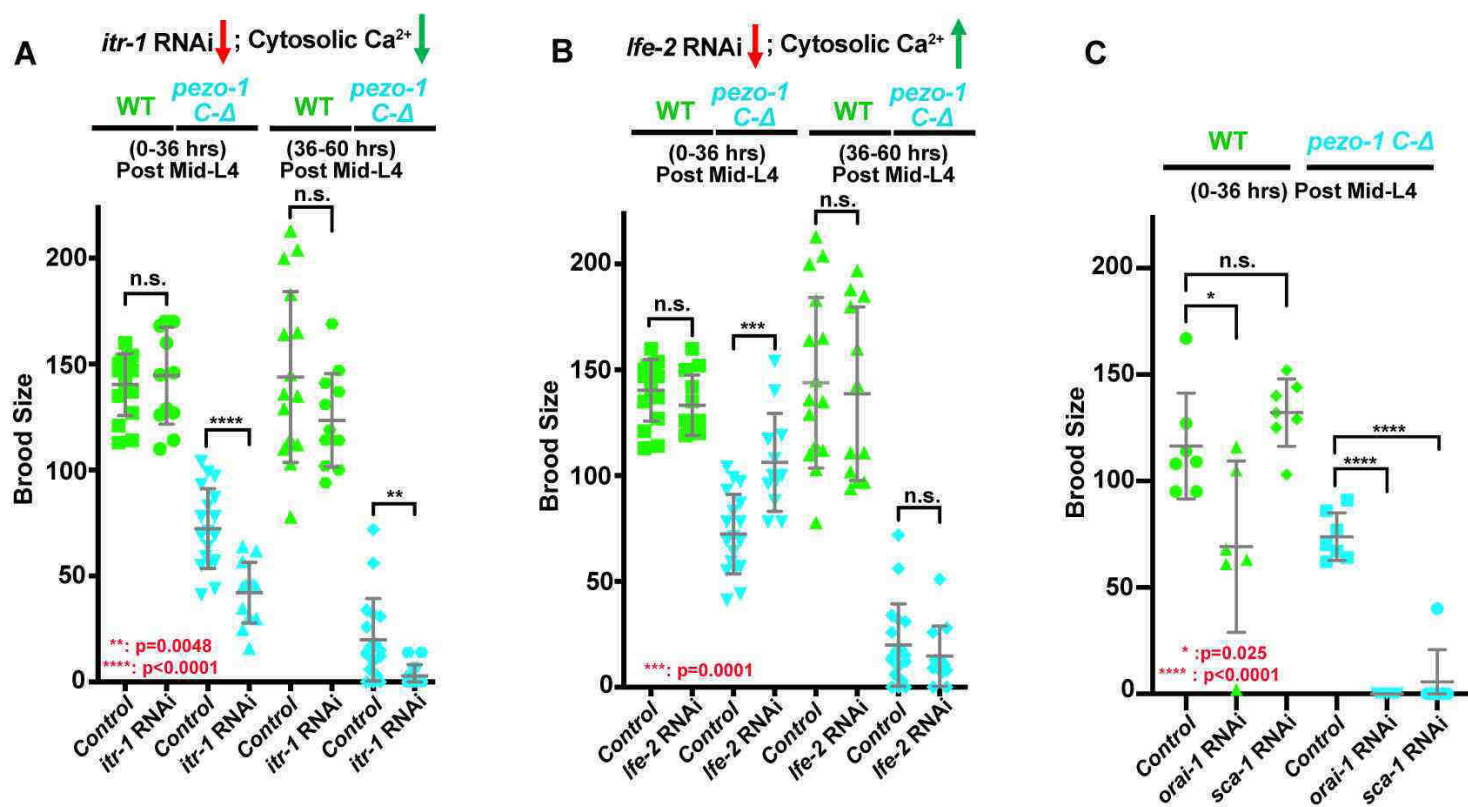 A
itr-1 RNAi ; Cytosolic Ca²⁺
WT
pezo-1
C-Δ
WT
pezo-1
C-Δ
(0-36 hrs)
Post Mid-L4
(36-60 hrs)
Post Mid-L4
n.s.
n.s.
****
**
Brood Size
200
150
100
50
0
**: p=0.0048
****: p<0.0001
Control
itr-1 RNAi
Control
itr-1 RNAi
Control
itr-1 RNAi
Control
itr-1 RNAi
B
lfe-2 RNAi ; Cytosolic Ca²⁺
WT
pezo-1
C-Δ
WT
pezo-1
C-Δ
(0-36 hrs)
Post Mid-L4
(36-60 hrs)
Post Mid-L4
n.s.
***
n.s.
n.s.
Brood Size
200
150
100
50
0
***: p=0.0001
Control
lfe-2 RNAi
Control
lfe-2 RNAi
Control
lfe-2 RNAi
Control
lfe-2 RNAi
C
WT
pezo-1 C-Δ
(0-36 hrs) Post Mid-L4
n.s.
*
****
****
Brood Size
200
150
100
50
0
* :p=0.025
**** : p<0.0001
Control
orai-1 RNAi
sca-1 RNAi
Control
orai-1 RNAi
sca-1 RNAi